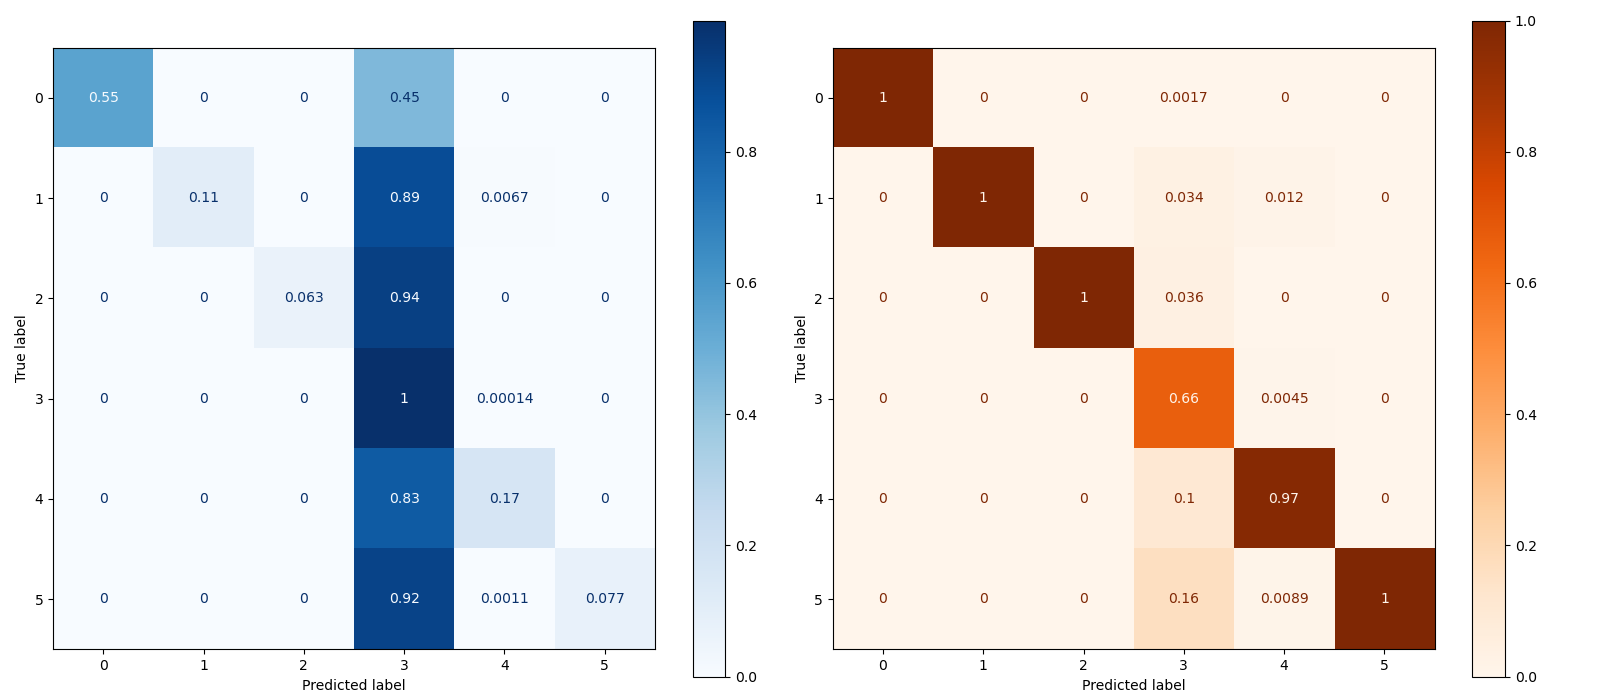 0 0.55 0 0 0.45 0 0
1 0 0.11 0 0.89 0.0067 0
2 0 0 0.063 0.94 0 0
3 0 0 0 1 0.00014 0
4 0 0 0 0.83 0.17 0
5 0 0 0 0.92 0.0011 0.077
0 1 2 3 4 5
True label
Predicted label
0.8
0.6
0.4
0.2
0.0
0 1 0 0 0.0017 0 0
1 0 1 0 0.034 0.012 0
2 0 0 1 0.036 0 0
3 0 0 0 0.66 0.0045 0
4 0 0 0 0.1 0.97 0
5 0 0 0 0.16 0.0089 1
0 1 2 3 4 5
True label
Predicted label
1.0
0.8
0.6
0.4
0.2
0.0